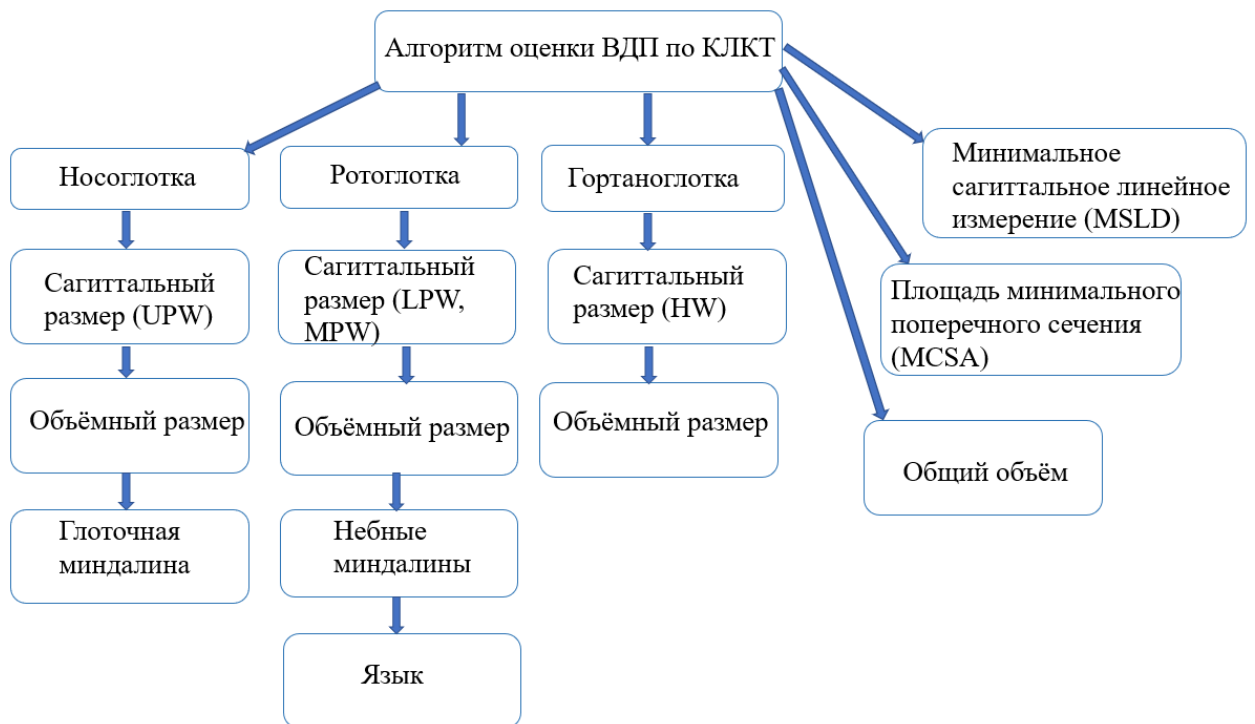 Алгоритм оценки ВДП по КЛКТ
Носоглотка
Ротоглотка
Гортаноглотка
Минимальное
сагиттальное линейное
измерение (MSLD)
Сагиттальный
размер (UPW)
Сагиттальный
размер (LPW,
MPW)
Сагиттальный
размер (HW)
Площадь минимального
поперечного сечения
(MCSA)
Объёмный размер
Объёмный размер
Объёмный размер
Общий объём
Глоточная
миндалина
Небные
миндалины
Язык